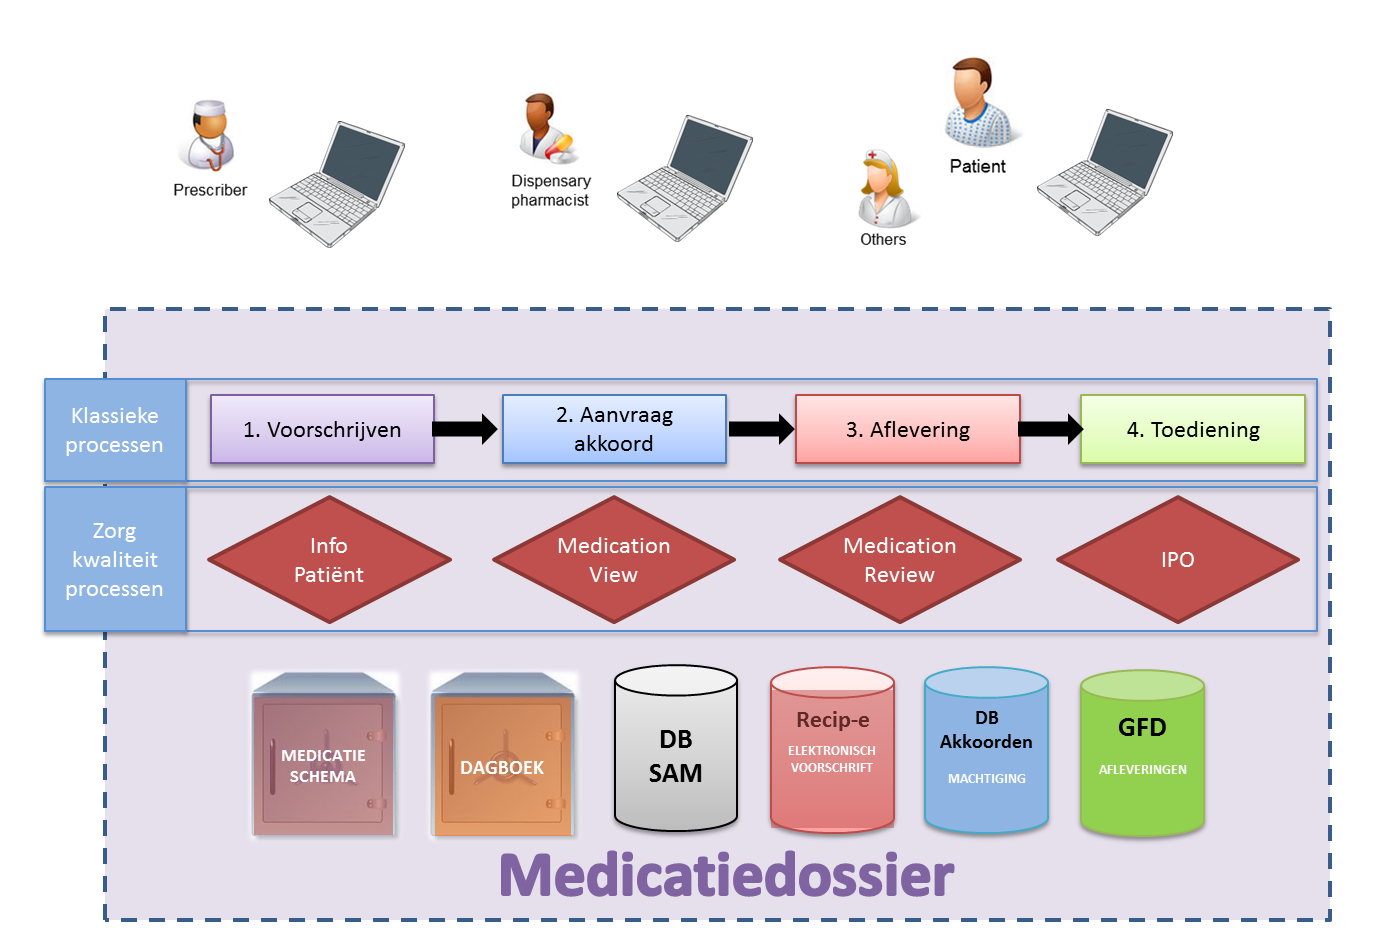 Prescriber
Dispensary
pharmacist
Others
Patient
Klassieke
processen
1. Voorschrijven
2. Aanvraag
akkoord
3. Aflevering
4. Toediening
Zorg
kwaliteit
processen
Info
Patiënt
Medication
View
Medication
Review
IPO
MEDICATIE
SCHEMA
DAGBOEK
DB
SAM
Recip-e
ELEKTRONISCH
VOORSCHRIFT
DB
Akkoorden
MACHTIGING
GFD
AFLEVERINGEN
Medicatiedossier